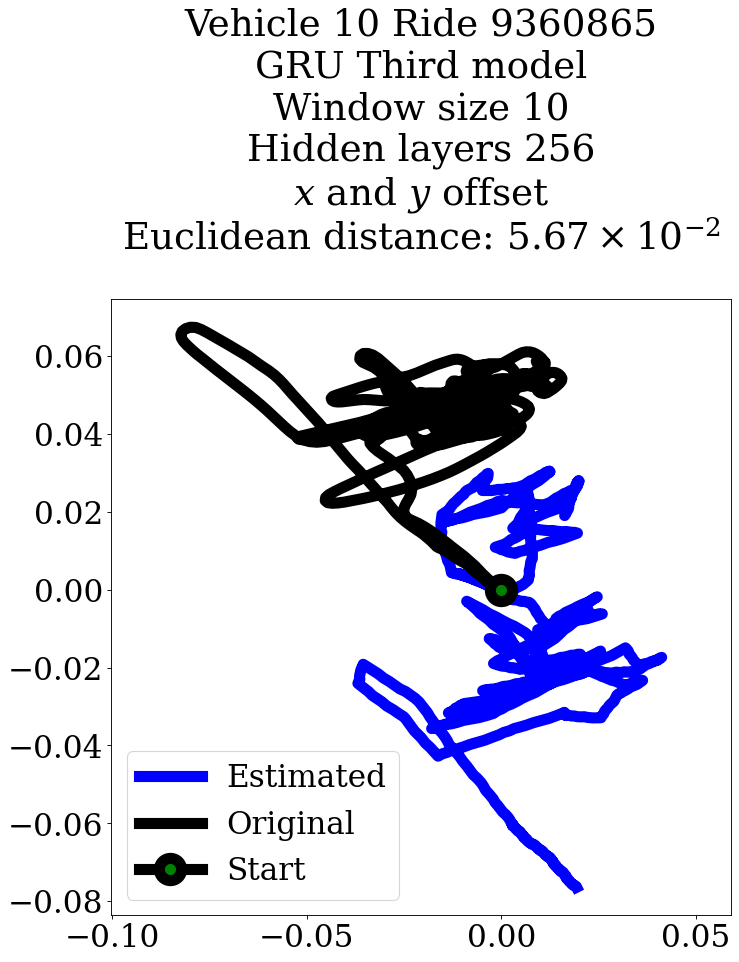 Vehicle 10 Ride 9360865
GRU Third model
Window size 10
Hidden layers 256
x and y offset
Euclidean distance: 5.67 × 10⁻²
0.06
0.04
0.02
0.00
−0.02
−0.04
−0.06
−0.08
Estimated
Original
Start
−0.10
−0.05
0.00
0.05